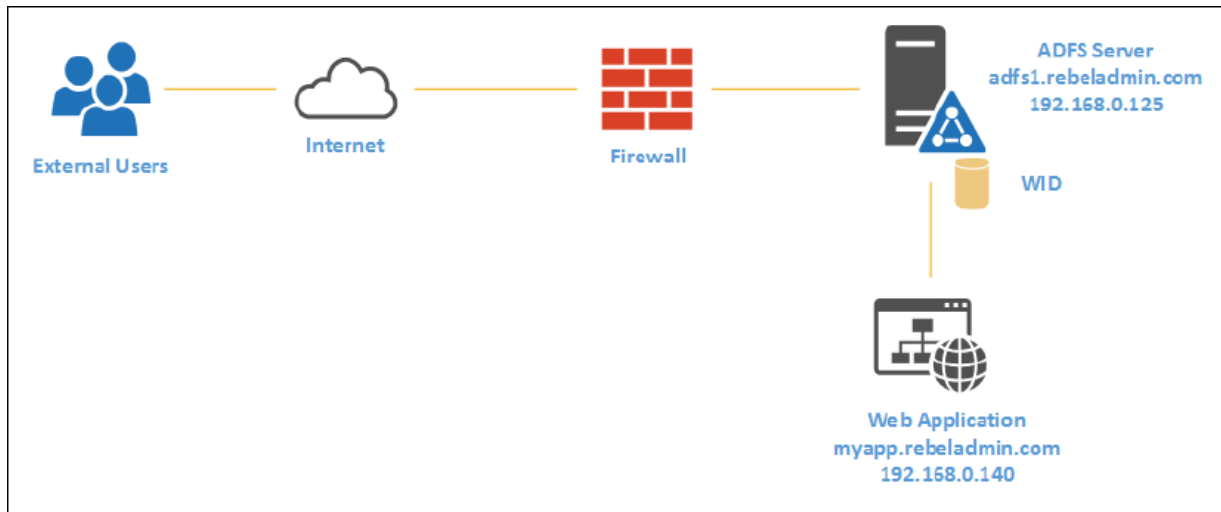 ADFS Server
adfs1.rebeladmin.com
192.168.0.125
External Users
Internet
Firewall
WID
Web Application
myapp.rebeladmin.com
192.168.0.140